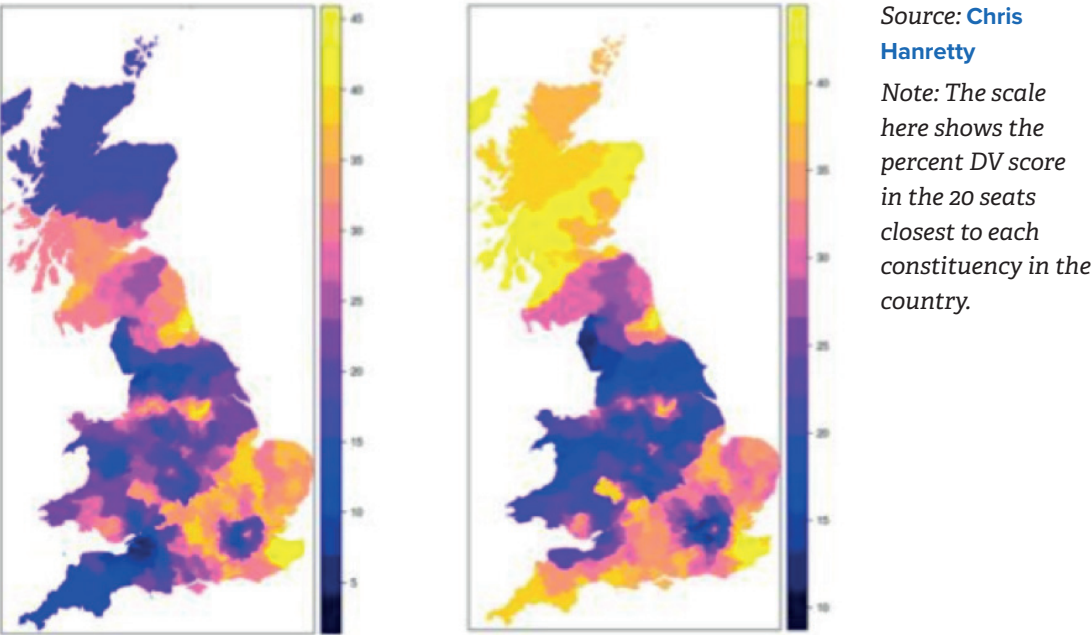 45
40
35
30
25
20
15
10
5
40
35
30
25
20
15
10
Source: Chris
Hanretty
Note: The scale
here shows the
percent DV score
in the 20 seats
closest to each
constituency in the
country.